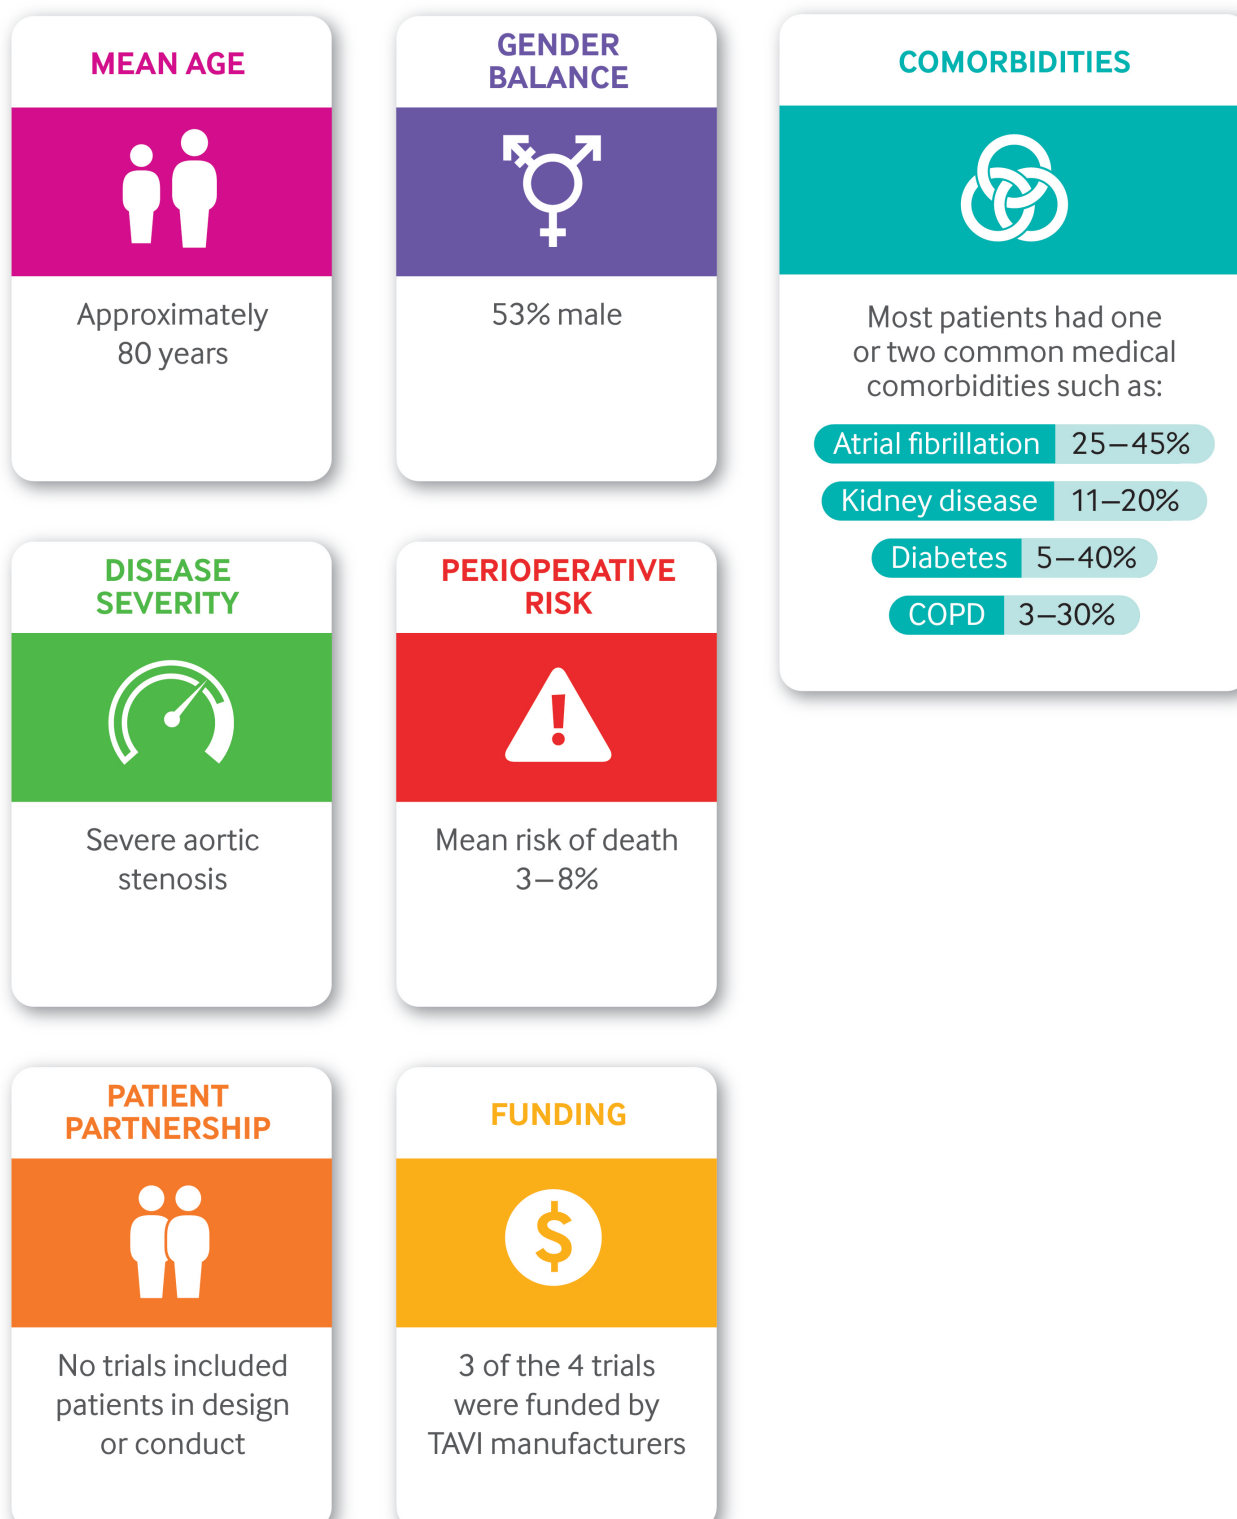 MEAN AGE
Approximately
80 years
GENDER
BALANCE
53% male
COMORBIDITIES
Most patients had one
or two common medical
comorbidities such as:
Atrial fibrillation 25–45%
Kidney disease 11–20%
Diabetes 5–40%
COPD 3–30%
DISEASE
SEVERITY
Severe aortic
stenosis
PERIOPERATIVE
RISK
!
Mean risk of death
3–8%
PATIENT
PARTNERSHIP
No trials included
patients in design
or conduct
FUNDING
$
3 of the 4 trials
were funded by
TAVI manufacturers